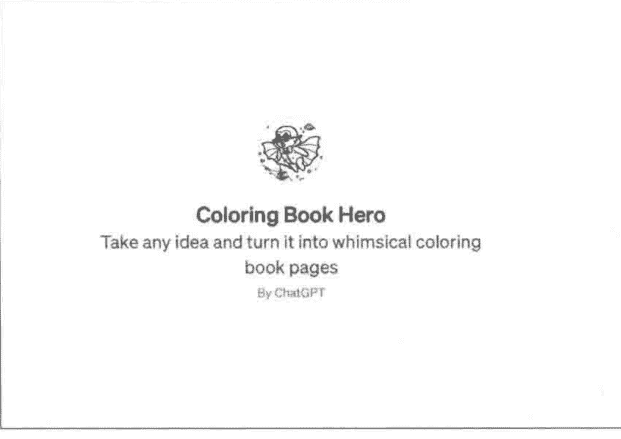 Coloring Book Hero
Take any idea and turn it into whimsical coloring
book pages
By ChatGPT